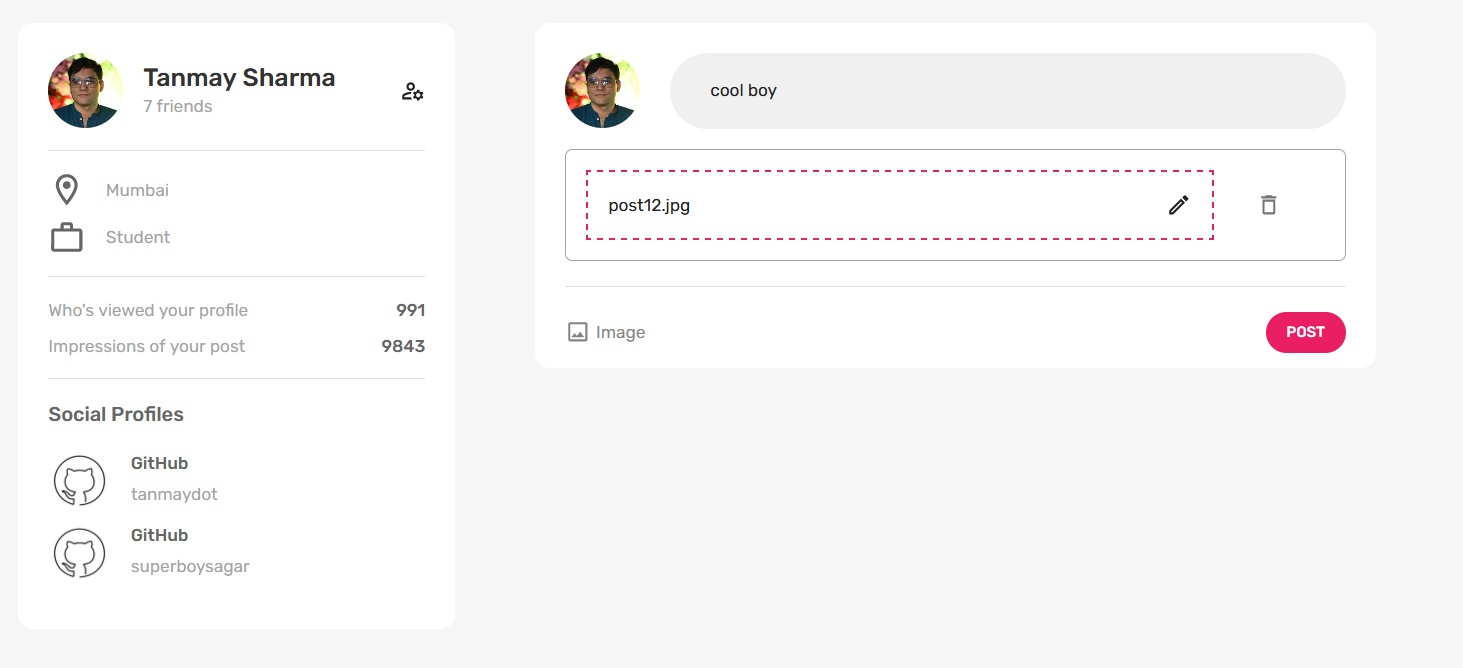 Tanmay Sharma
7 friends
Mumbai
Student
Who's viewed your profile 991
Impressions of your post 9843
Social Profiles
GitHub
tanmaydot
GitHub
superboysagar
cool boy
post12.jpg
Image POST